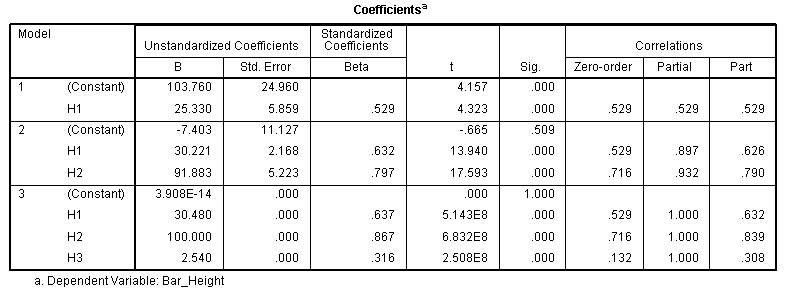 Coefficientsa
Model Unstandardized Coefficients Standardized Coefficients t Sig. Correlations
B Std. Error Beta Zero-order Partial Part
1 (Constant) 103.760 24.960 4.157 .000
H1 25.330 5.859 .529 4.323 .000 .529 .529 .529
2 (Constant) -7.403 11.127 -.665 .509
H1 30.221 2.168 .632 13.940 .000 .529 .897 .626
H2 91.883 5.223 .797 17.593 .000 .716 .932 .790
3 (Constant) 3.908E-14 .000 .000 1.000
H1 30.480 .000 .637 5.143E8 .000 .529 1.000 .632
H2 100.000 .000 .867 6.832E8 .000 .716 1.000 .839
H3 2.540 .000 .316 2.508E8 .000 .132 1.000 .308
a. Dependent Variable: Bar_Height